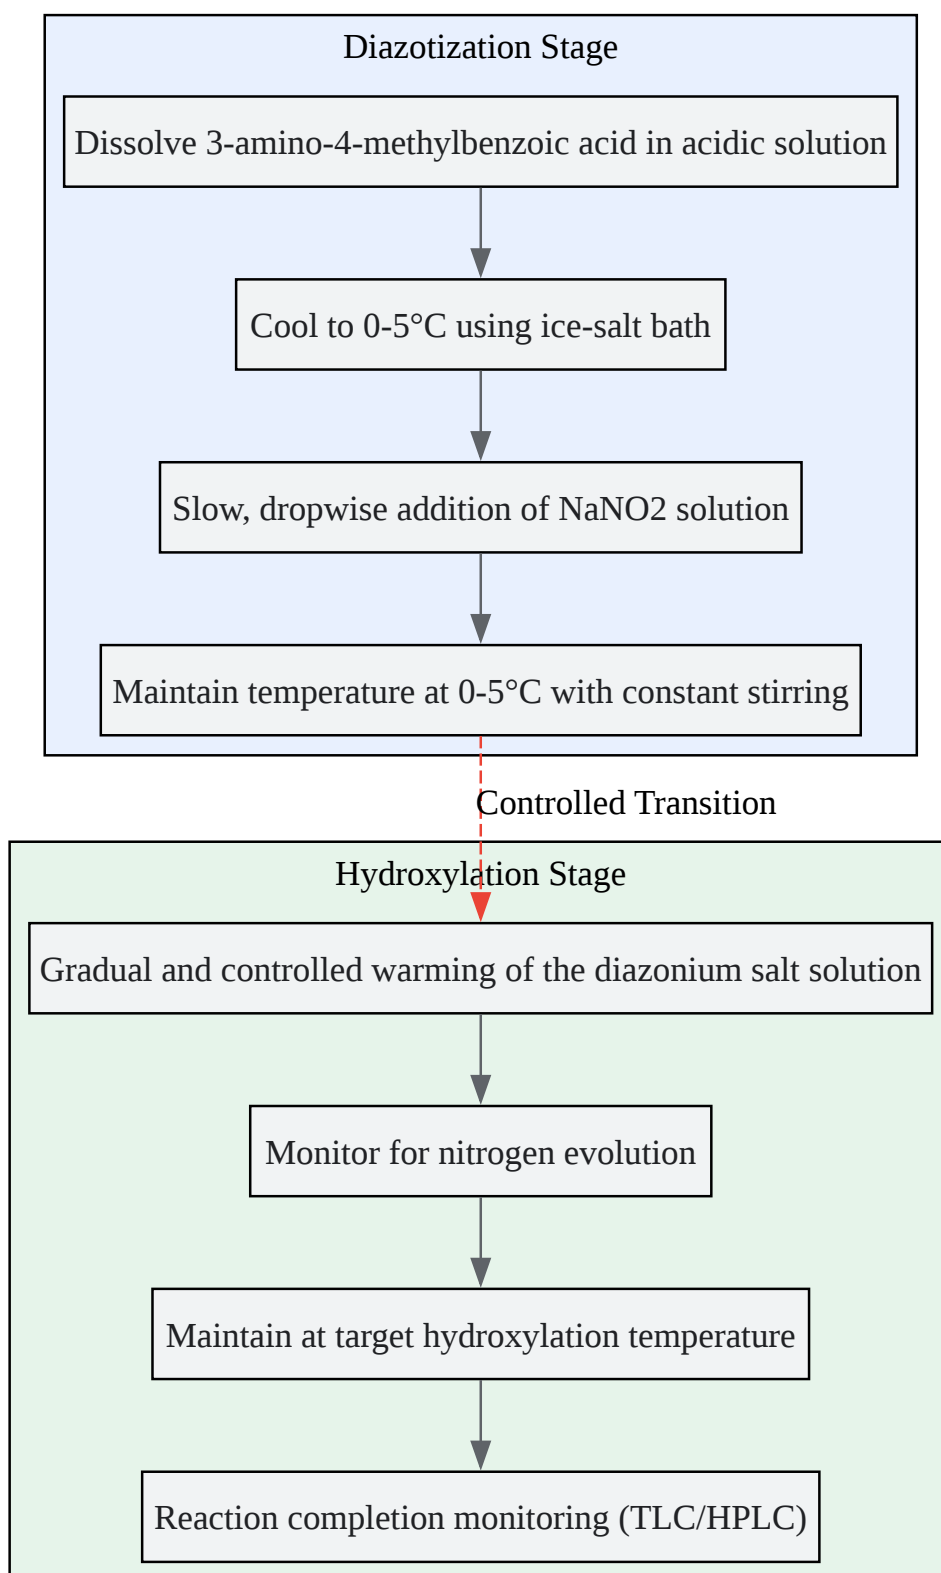 Diazotization Stage
Dissolve 3-amino-4-methylbenzoic acid in acidic solution
Cool to 0-5°C using ice-salt bath
Slow, dropwise addition of NaNO2 solution
Maintain temperature at 0-5°C with constant stirring
Controlled Transition
Hydroxylation Stage
Gradual and controlled warming of the diazonium salt solution
Monitor for nitrogen evolution
Maintain at target hydroxylation temperature
Reaction completion monitoring (TLC/HPLC)